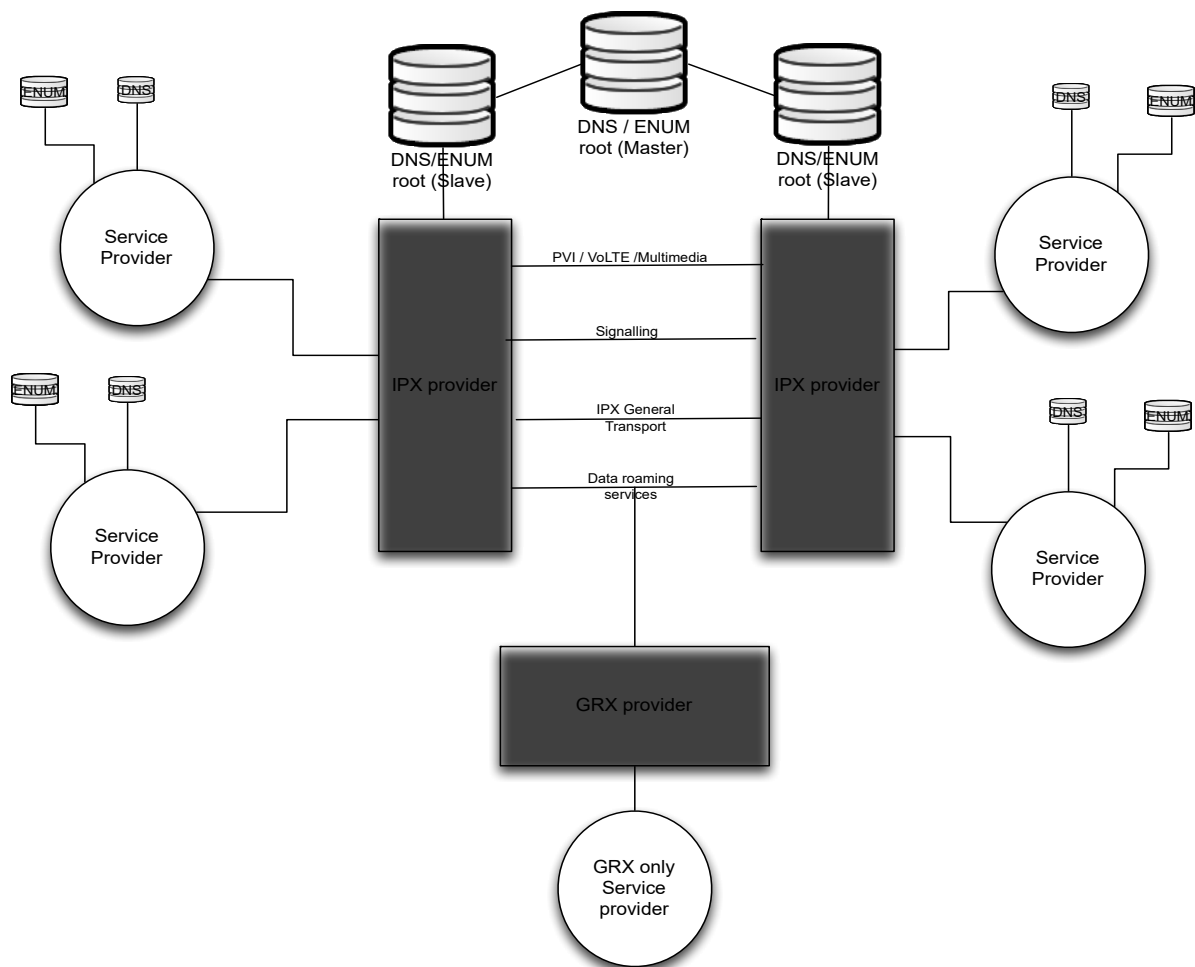 DNS / ENUM
root (Master)
DNS/ENUM
root (Slave)
DNS/ENUM
root (Slave)
ENUM
DNS
DNS
ENUM
Service
Provider
Service
Provider
PVI / VoLTE /Multimedia
Signalling
IPX provider
IPX provider
IPX General
Transport
ENUM
DNS
DNS
ENUM
Data roaming
services
Service
Provider
Service
Provider
GRX provider
GRX only
Service
provider